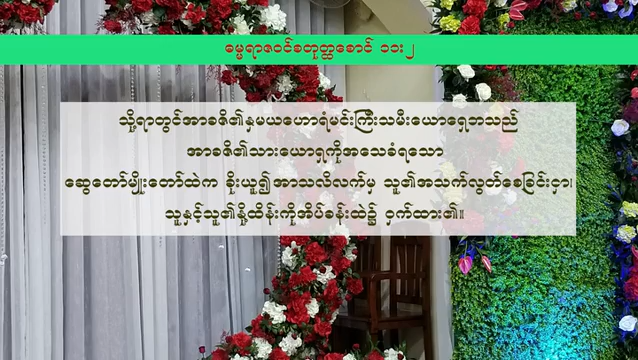 ဓမ္မရာဇဝင်စတုတ္ထစောင် ၁၁း၂
သို့ရာတွင်အာခဇိ၏နှမယဟောရံမင်းကြီးသမီးယောရှေဘသည်
အာခဇိ၏သားယောရှကိုအသေခံရသော
ဆွေတော်မျိုးတော်ထဲက ခိုးယူ၍အာသလိလက်မှ သူ၏အသက်လွတ်စေခြင်းငှာ၊
သူနှင့်သူ၏နို့ထိန်းကိုအိပ်ခန်းထဲ၌ ဝှက်ထား၏။